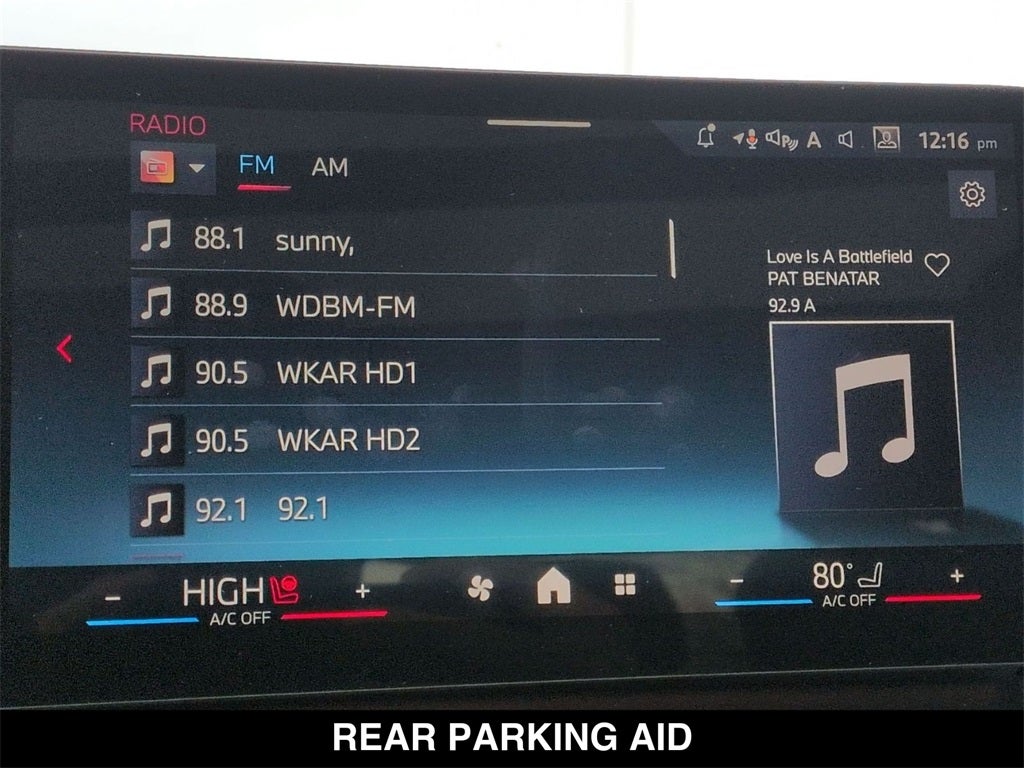 RADIO
FM AM
A 12:16 pm
88.1 sunny,
88.9 WDBM-FM
90.5 WKAR HD1
90.5 WKAR HD2
92.1 92.1
Love Is A Battlefield
PAT BENATAR
92.9 A
- HIGH +
A/C OFF
- 80° +
A/C OFF
REAR PARKING AID